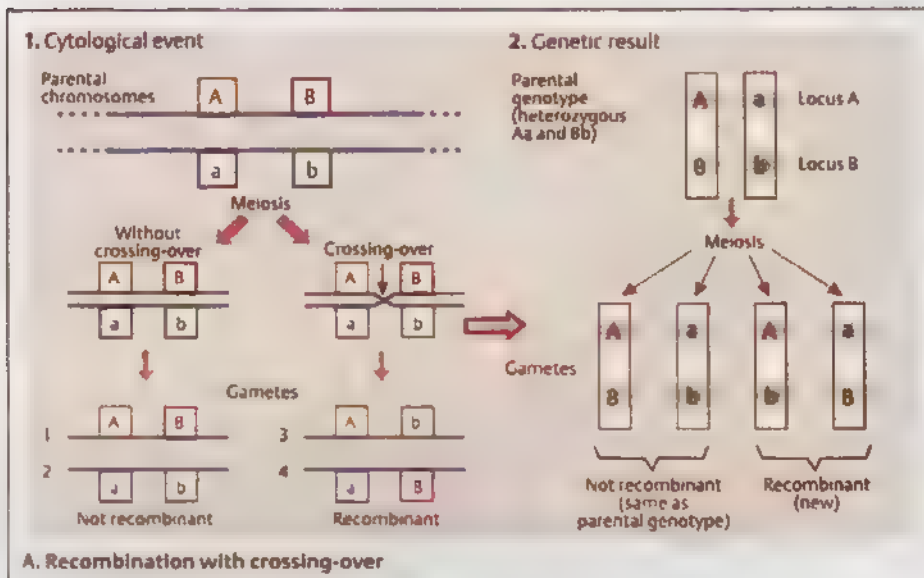 1. Cytological event
Parental
chromosomes
A B
a b
Meiosis
Without
crossing-over
Crossing-over
A B
a b
A B
a b
Gametes
1 A B
2 a b
Not recombinant
3 A b
4 a B
Recombinant
2. Genetic result
Parental
genotype
(heterozygous
Aa and Bb)
A a Locus A
B b Locus B
Meiosis
Gametes
A a A a
B b b B
Not recombinant
(same as
parental genotype)
Recombinant
(new)
A. Recombination with crossing-over